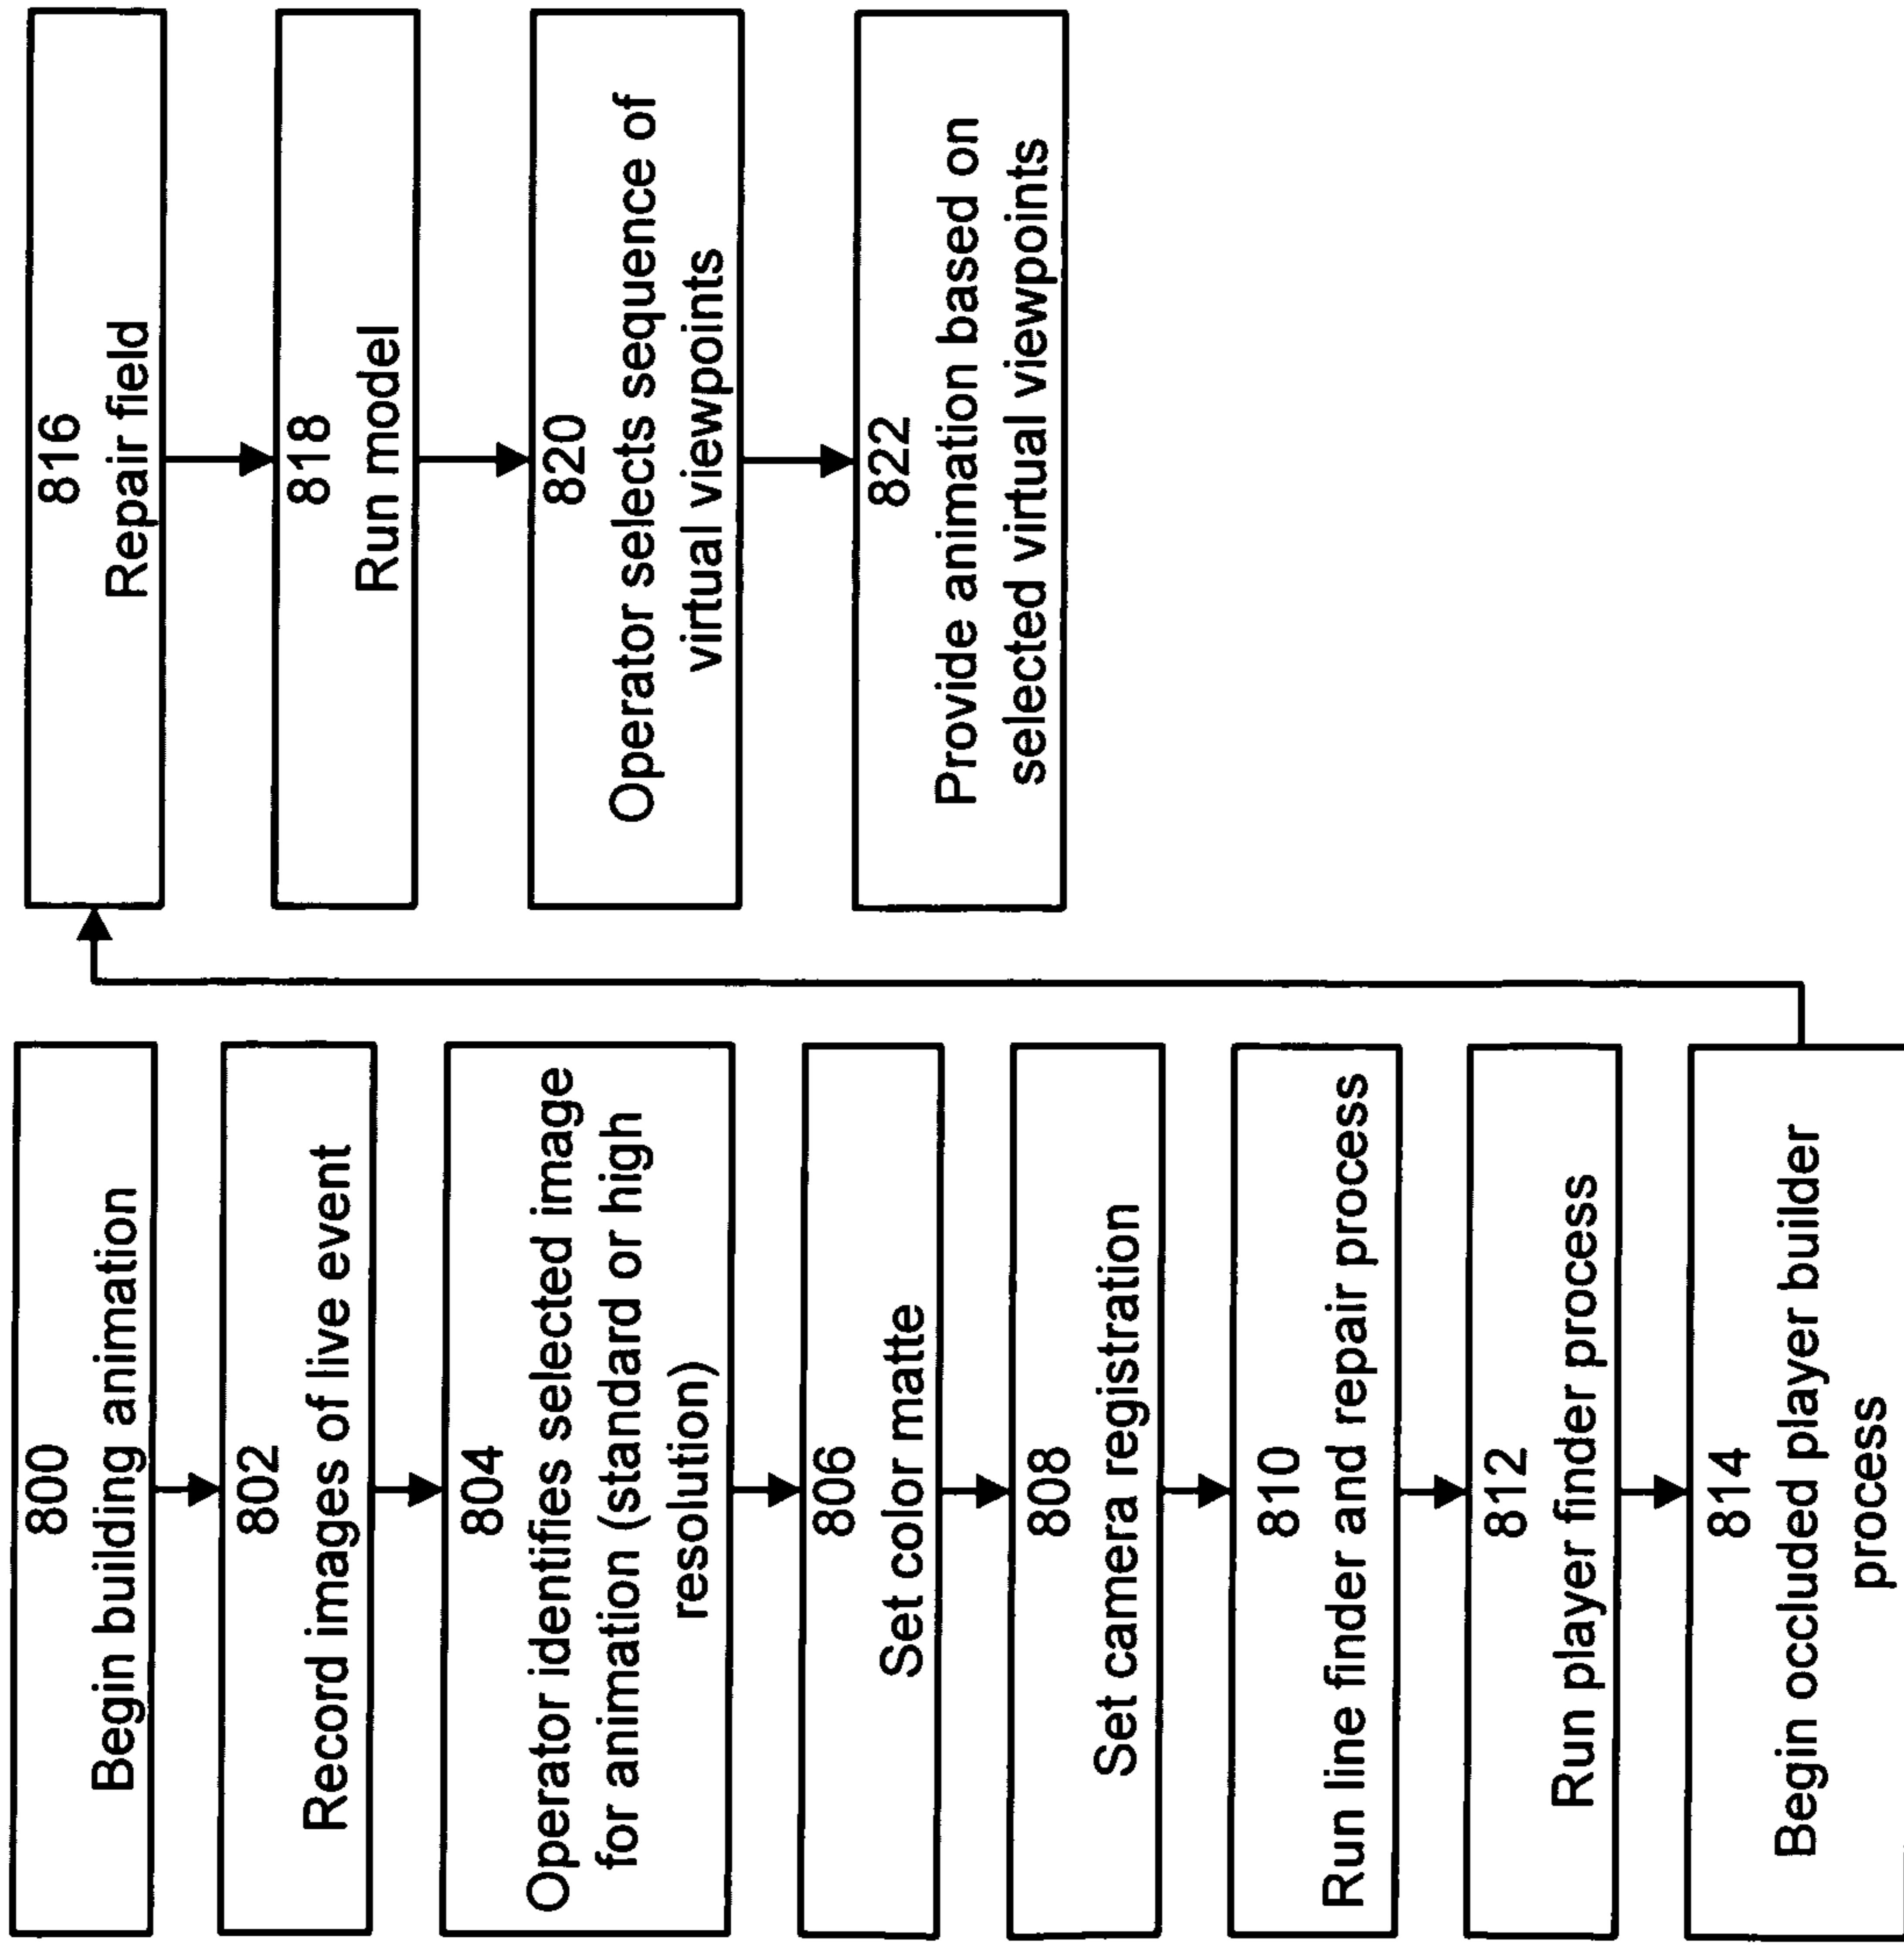 800
Begin building animation
802
Record images of live event
804
Operator identifies selected image
for animation (standard or high
resolution)
806
Set color matte
808
Set camera registration
810
Run line finder and repair process
812
Run player finder process
814
Begin occluded player builder
process
816
Repair field
818
Run model
820
Operator selects sequence of
virtual viewpoints
822
Provide animation based on
selected virtual viewpoints